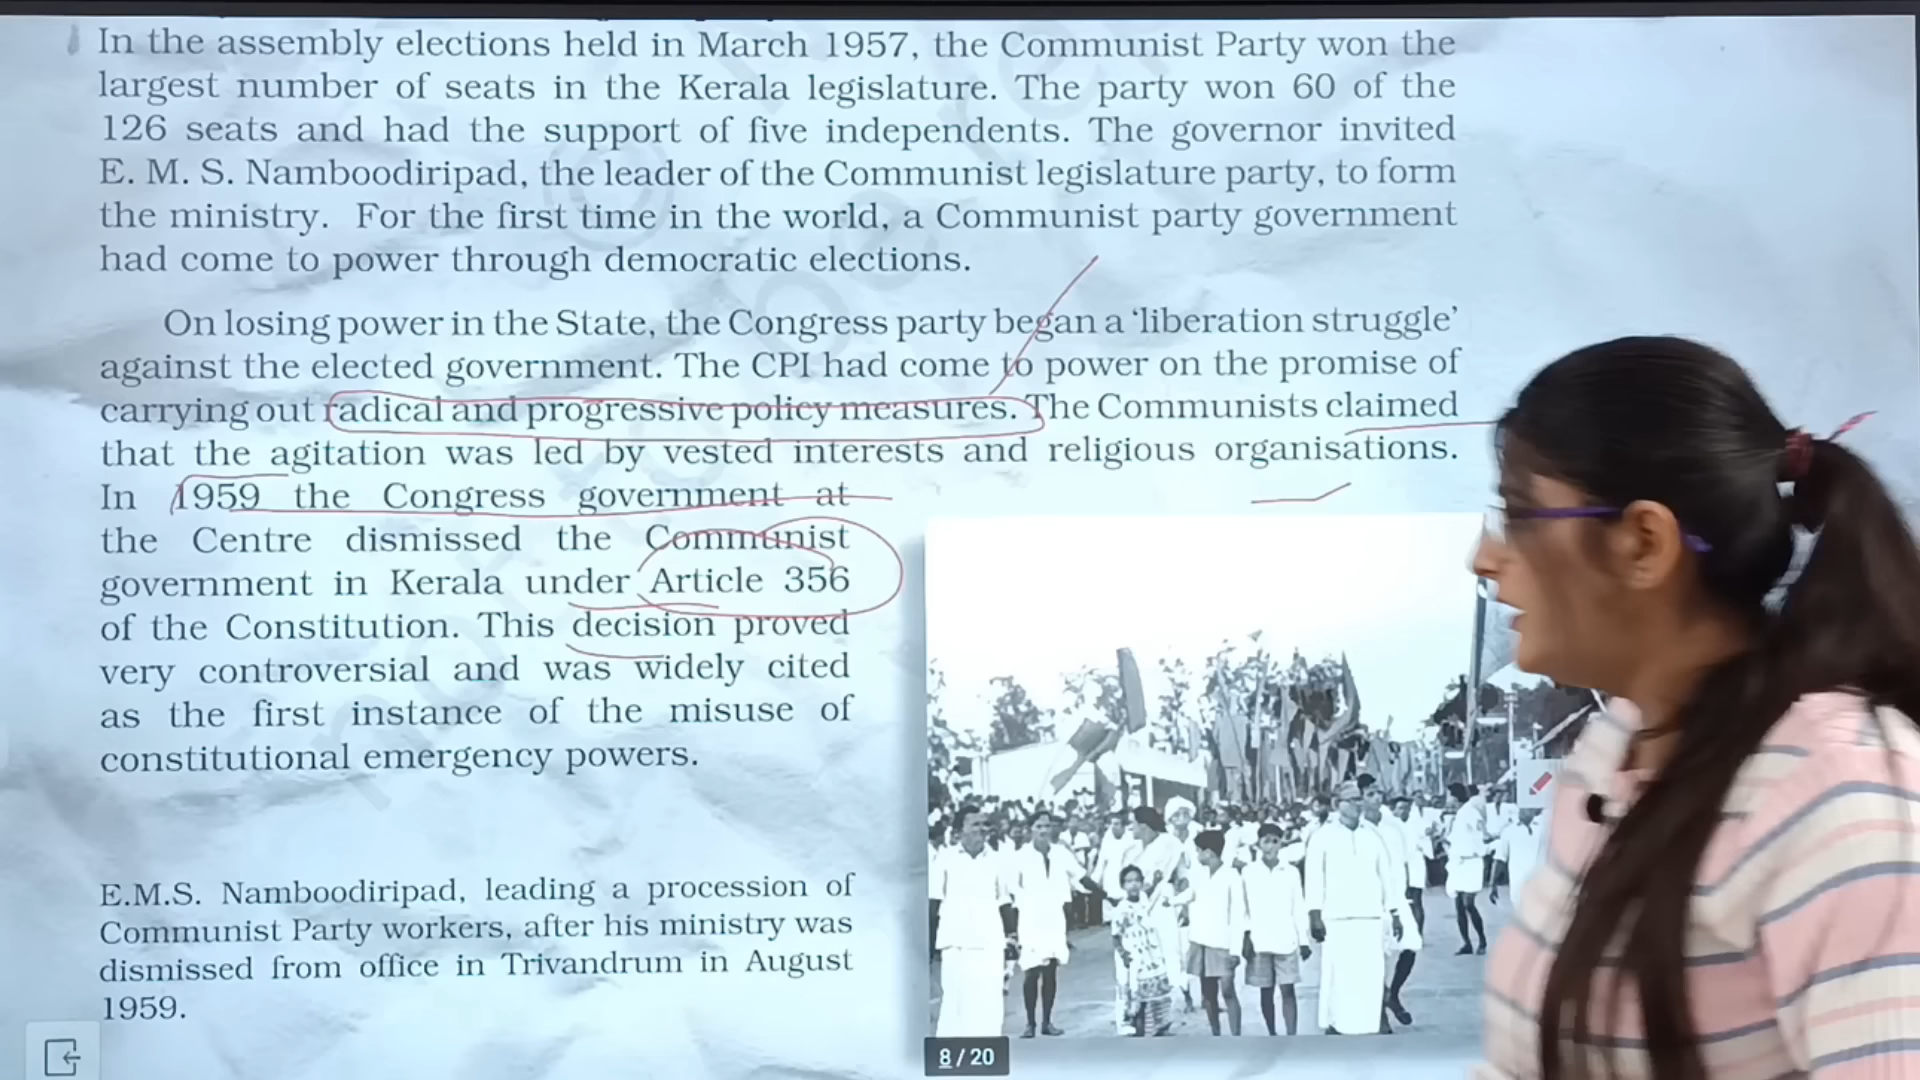 In the assembly elections held in March 1957, the Communist Party won the
largest number of seats in the Kerala legislature. The party won 60 of the
126 seats and had the support of five independents. The governor invited
E. M. S. Namboodiripad, the leader of the Communist legislature party, to form
the ministry. For the first time in the world, a Communist party government
had come to power through democratic elections.
On losing power in the State, the Congress party began a ‘liberation struggle’
against the elected government. The CPI had come to power on the promise of
carrying out radical and progressive policy measures. The Communists claimed
that the agitation was led by vested interests and religious organisations.
In 1959 the Congress government at
the Centre dismissed the Communist
government in Kerala under Article 356
of the Constitution. This decision proved
very controversial and was widely cited
as the first instance of the misuse of
constitutional emergency powers.
E.M.S. Namboodiripad, leading a procession of
Communist Party workers, after his ministry was
dismissed from office in Trivandrum in August
1959.
8 / 20